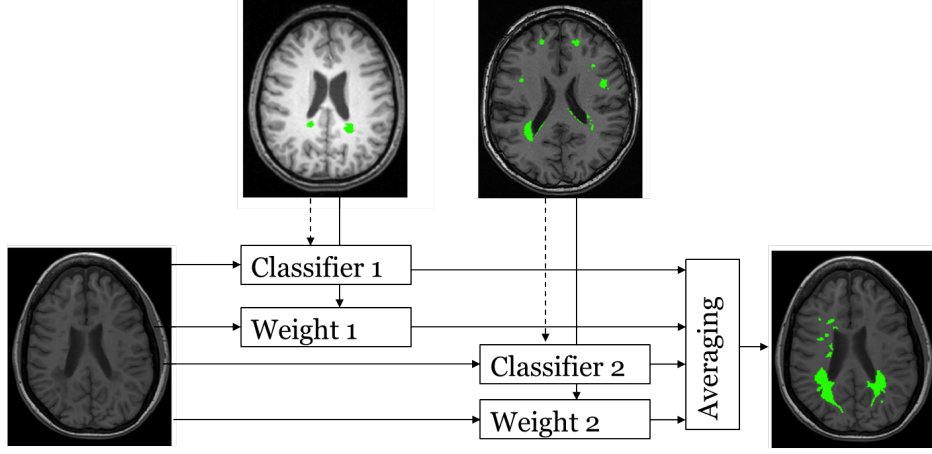 Classifier 1
Weight 1
Classifier 2
Weight 2
Averaging